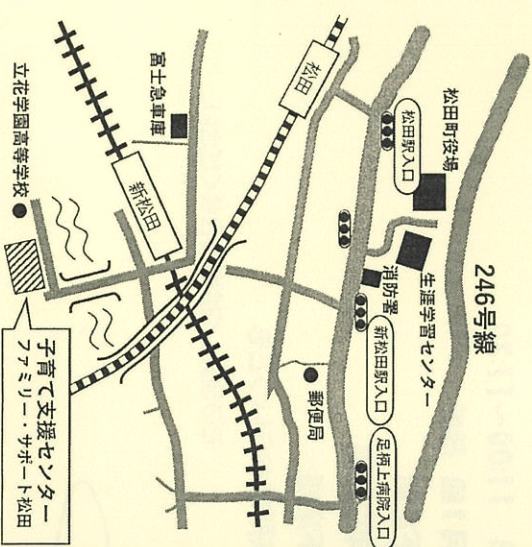 246号線
松田町役場
生涯学習センター
松田駅入口
消防署
新松田駅入口
足柄上病院入口
松田
郵便局
富士急車庫
新松田
立花学園高等学校
子育て支援センター
ファミリー・サポート松田